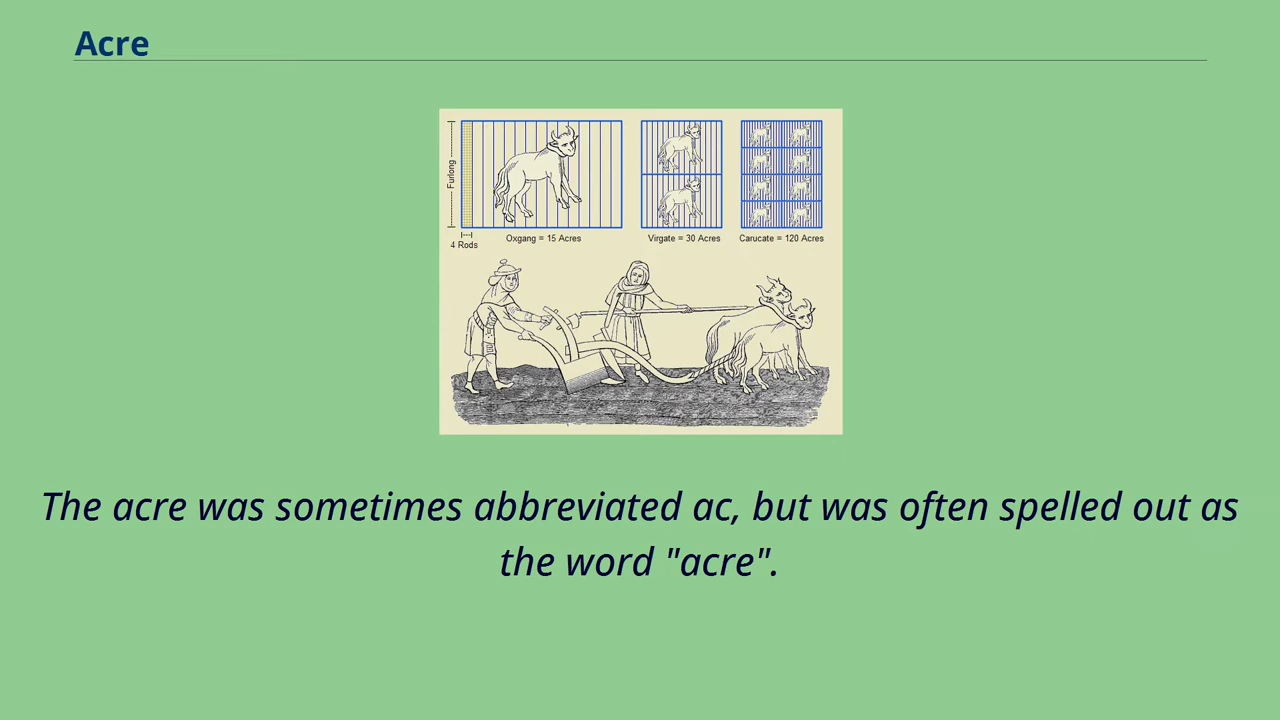 Acre
Furlong
4 Rods
Oxgang = 15 Acres
Virgate = 30 Acres
Carucate = 120 Acres
The acre was sometimes abbreviated ac, but was often spelled out as
the word "acre".